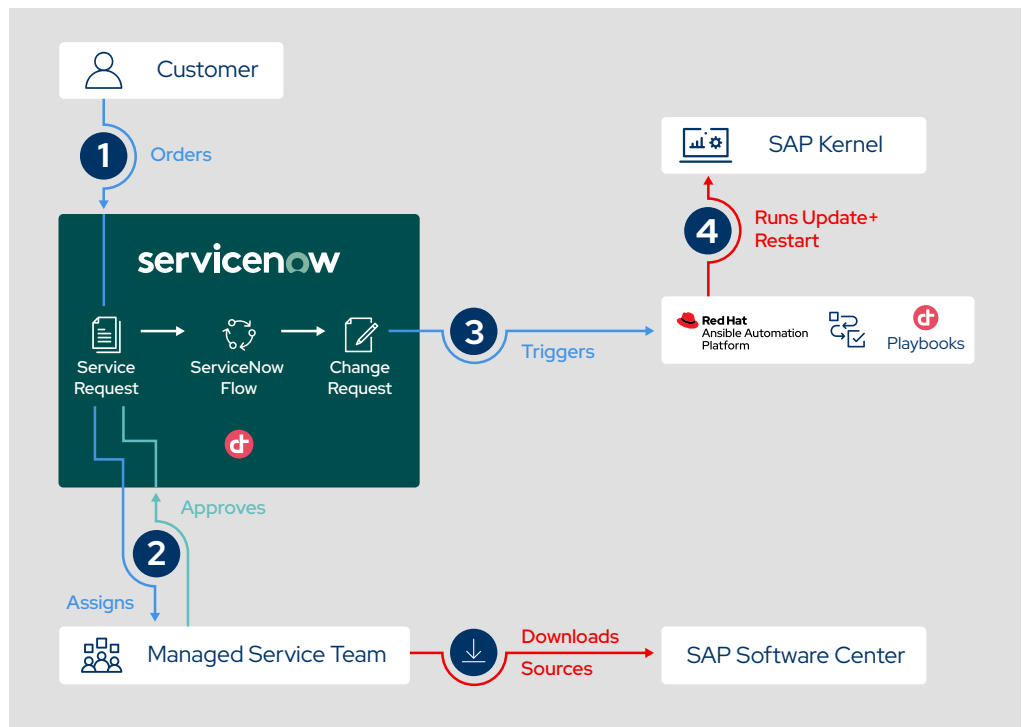 Customer
1
Orders
SAP Kernel
4
Runs Update+
Restart
servicenow
Service
Request
ServiceNow
Flow
Change
Request
3
Triggers
Red Hat
Ansible Automation
Platform
Playbooks
Approves
2
Assigns
Managed Service Team
Downloads
Sources
SAP Software Center